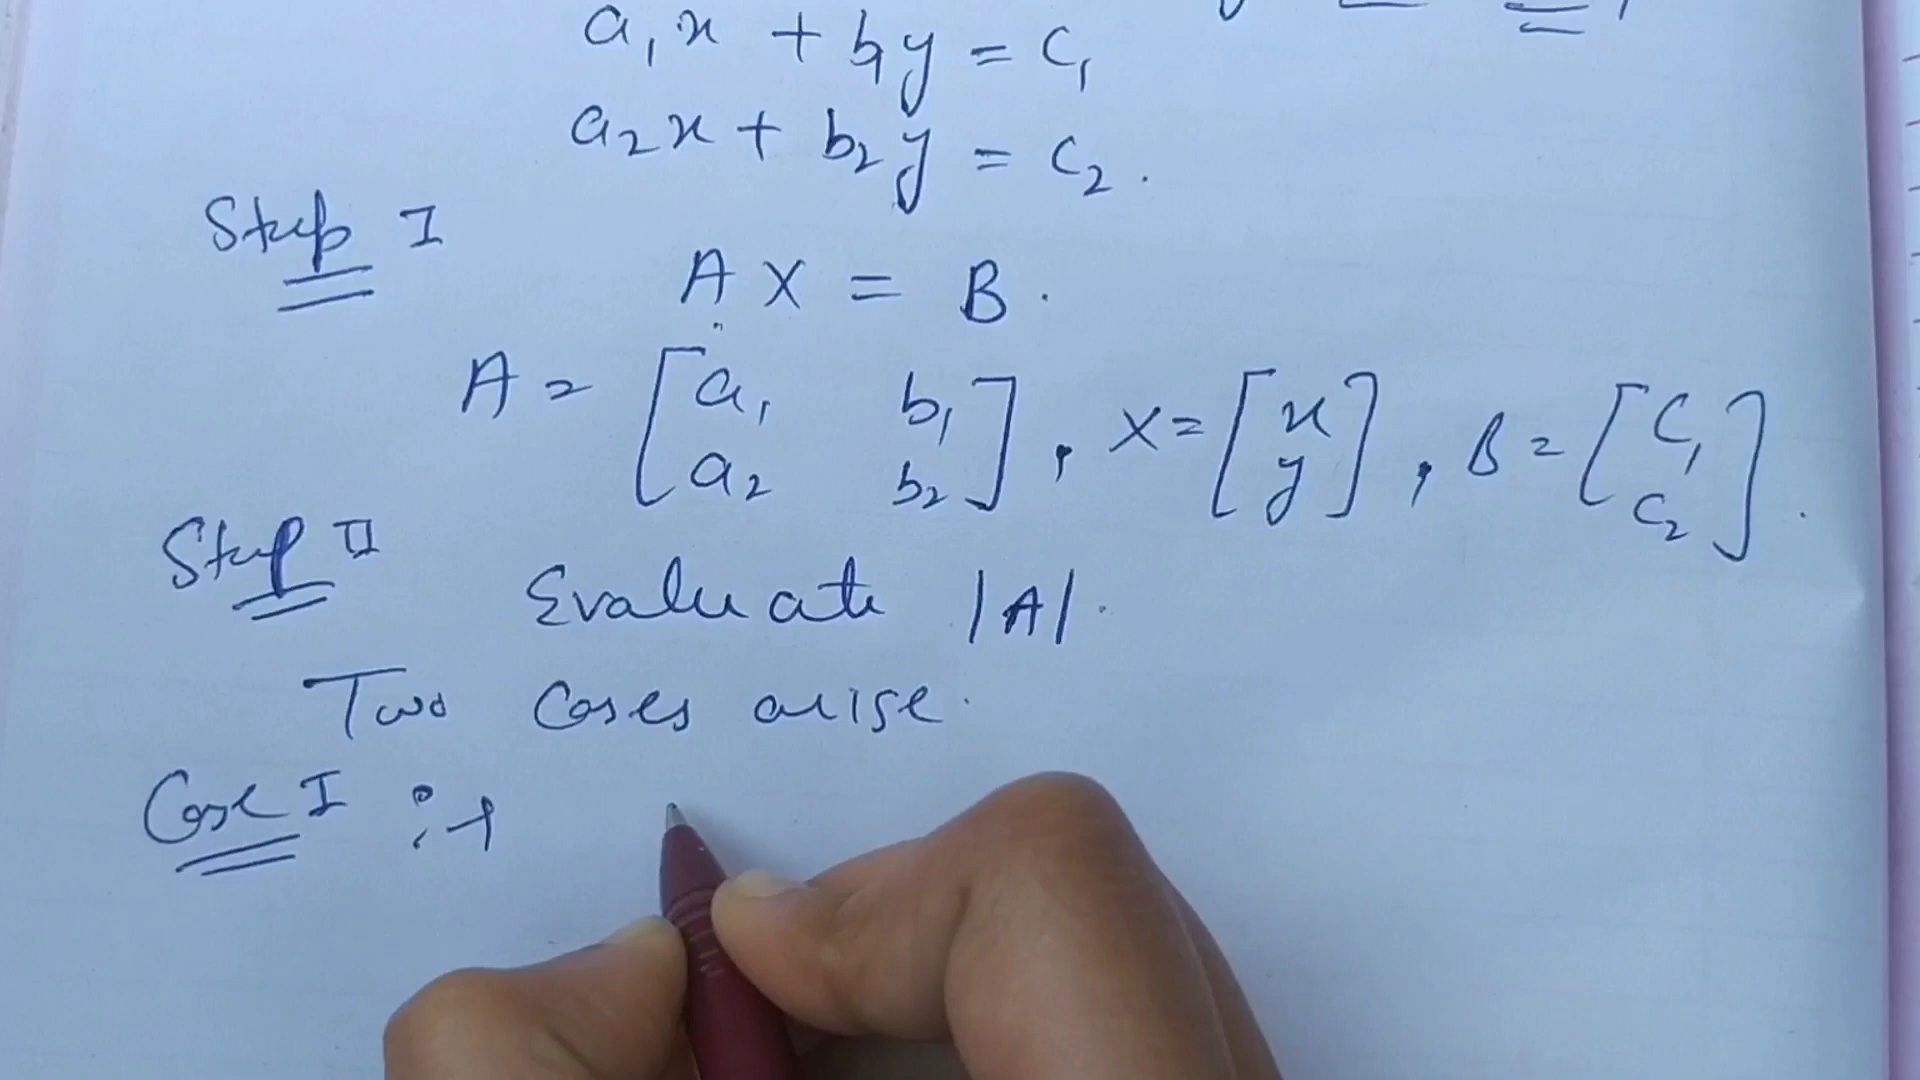 a₁x + b₁y = c₁
a₂x + b₂y = c₂.
Step I
AX = B.
A = [a₁ b₁ a₂ b₂], X = [x y], B = [c₁ c₂].
Step II Evaluate |A|.
Two Cases arise.
Case I :-